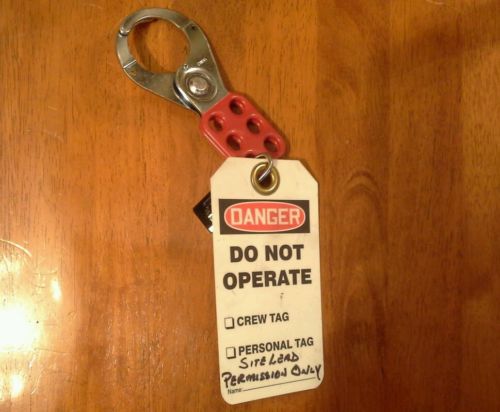 DANGER
DO NOT
OPERATE
CREW TAG
PERSONAL TAG
SITE LEAD
PERMISSION ONLY
Name: